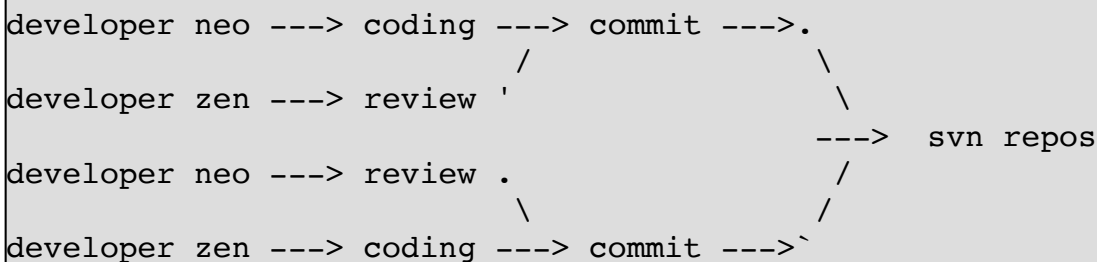 developer neo ---> coding ---> commit --->.
                       /                   \
developer zen ---> review '                 \
                                           --->  svn repos
developer neo ---> review .                 /
                       \                   /
developer zen ---> coding ---> commit --->`